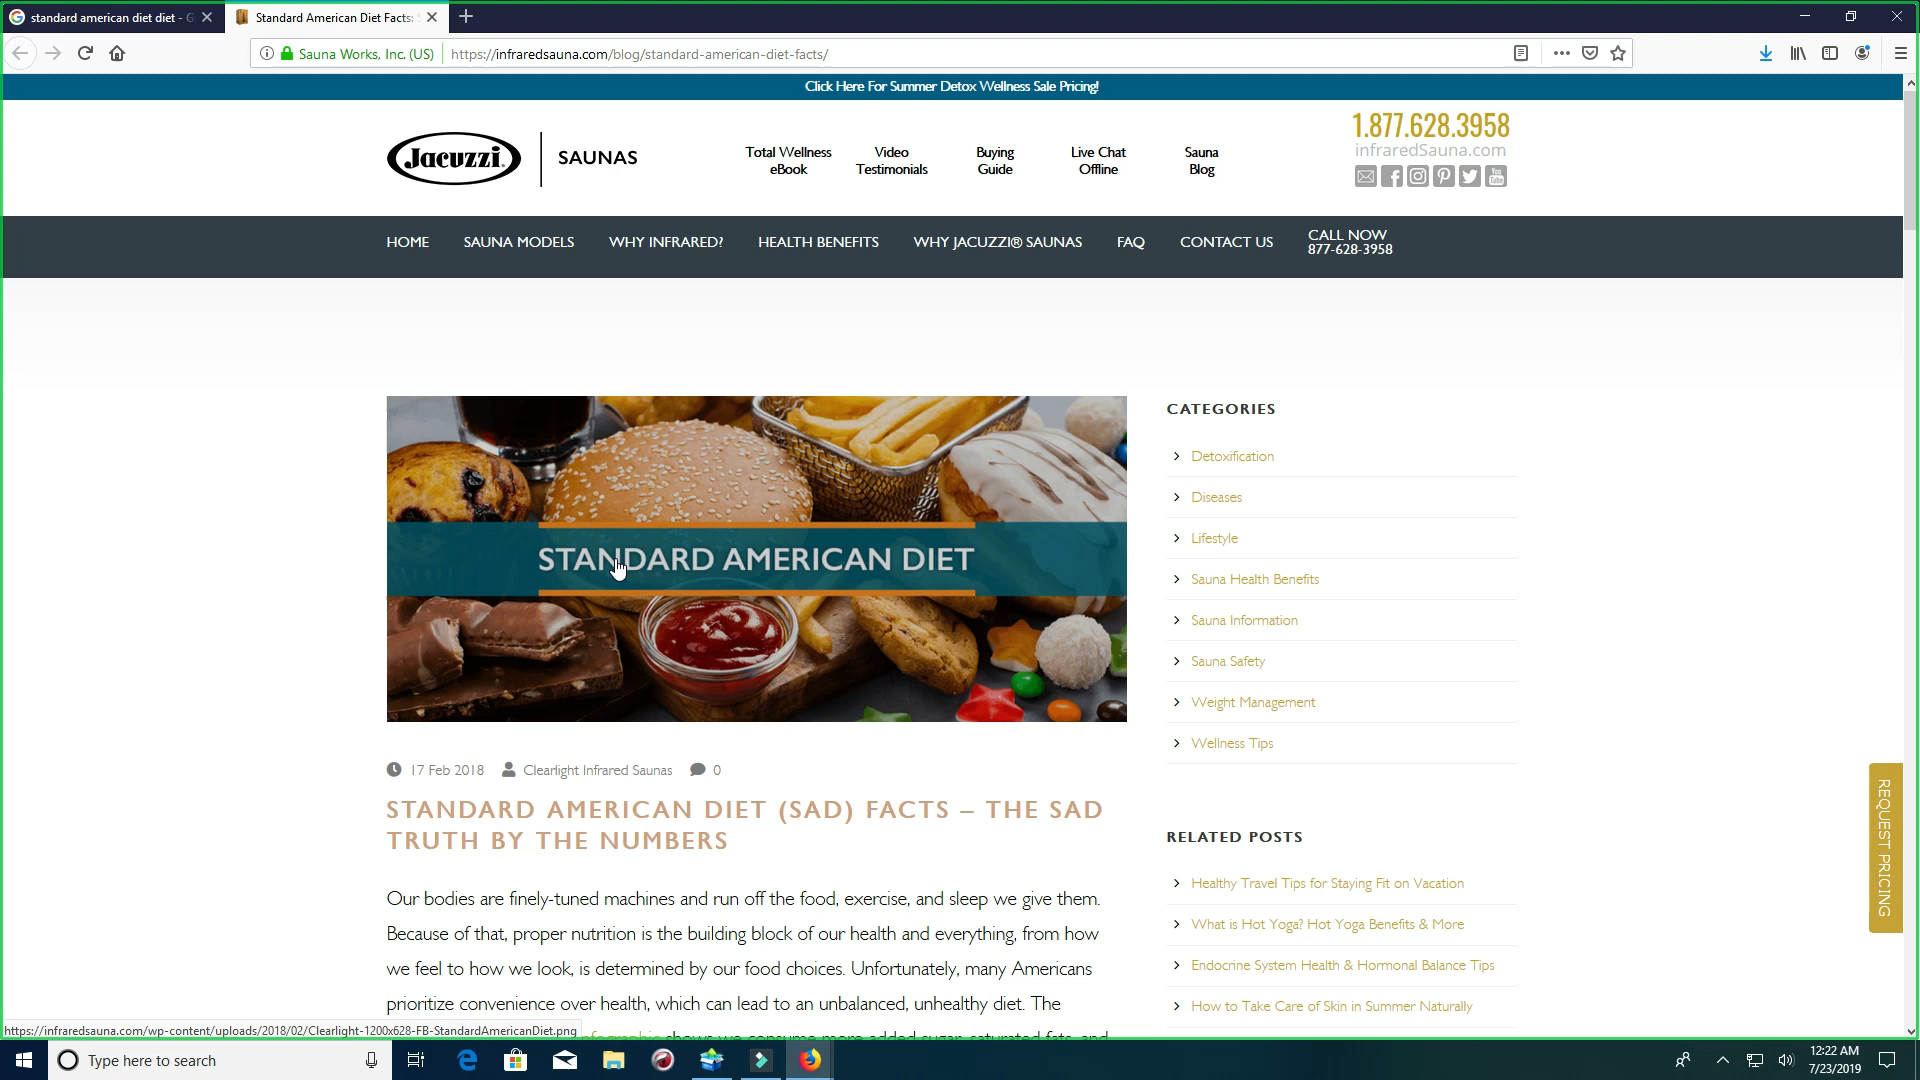 standard american diet diet - G
Standard American Diet Facts:
Sauna Works, Inc. (US)
https://infraredsauna.com/blog/standard-american-diet-facts/
Click Here For Summer Detox Wellness Sale Pricing!
Jacuzzi
SAUNAS
Total Wellness
eBook
Video
Testimonials
Buying
Guide
Live Chat
Offline
Sauna
Blog
1.877.628.3958
infraredSauna.com
You
Tube
HOME
SAUNA MODELS
WHY INFRARED?
HEALTH BENEFITS
WHY JACUZZI® SAUNAS
FAQ
CONTACT US
CALL NOW
877-628-3958
STANDARD AMERICAN DIET
17 Feb 2018
Clearlight Infrared Saunas
0
STANDARD AMERICAN DIET (SAD) FACTS – THE SAD
TRUTH BY THE NUMBERS
Our bodies are finely-tuned machines and run off the food, exercise, and sleep we give them.
Because of that, proper nutrition is the building block of our health and everything, from how
we feel to how we look, is determined by our food choices. Unfortunately, many Americans
prioritize convenience over health, which can lead to an unbalanced, unhealthy diet. The
shows we consume more added sugar, saturated fats, and
CATEGORIES
Detoxification
Diseases
Lifestyle
Sauna Health Benefits
Sauna Information
Sauna Safety
Weight Management
Wellness Tips
RELATED POSTS
Healthy Travel Tips for Staying Fit on Vacation
What is Hot Yoga? Hot Yoga Benefits & More
Endocrine System Health & Hormonal Balance Tips
How to Take Care of Skin in Summer Naturally
REQUEST PRICING
https://infraredsauna.com/wp-content/uploads/2018/02/Clearlight-1200x628-FB-StandardAmericanDiet.png
Type here to search
12:22 AM
7/23/2019